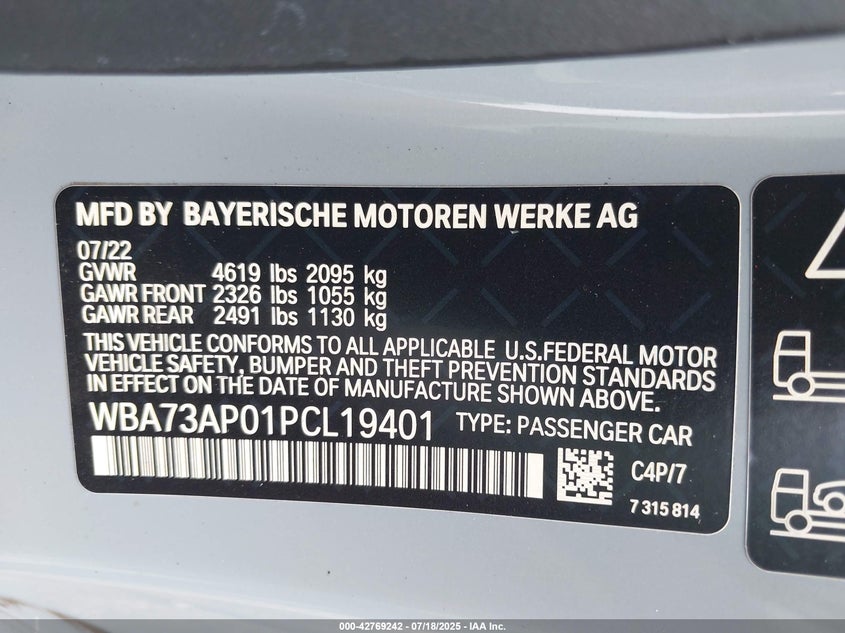 MFD BY BAYERISCHE MOTOREN WERKE AG
07/22
GVWR 4619 lbs 2095 kg
GAWR FRONT 2326 lbs 1055 kg
GAWR REAR 2491 lbs 1130 kg
THIS VEHICLE CONFORMS TO ALL APPLICABLE U.S.FEDERAL MOTOR
VEHICLE SAFETY, BUMPER AND THEFT PREVENTION STANDARDS
IN EFFECT ON THE DATE OF MANUFACTURE SHOWN ABOVE.
WBA73AP01PCL19401 TYPE: PASSENGER CAR
C4P/7
7 315 814
000-42769242 / 07/18/2025 - IAA Inc.